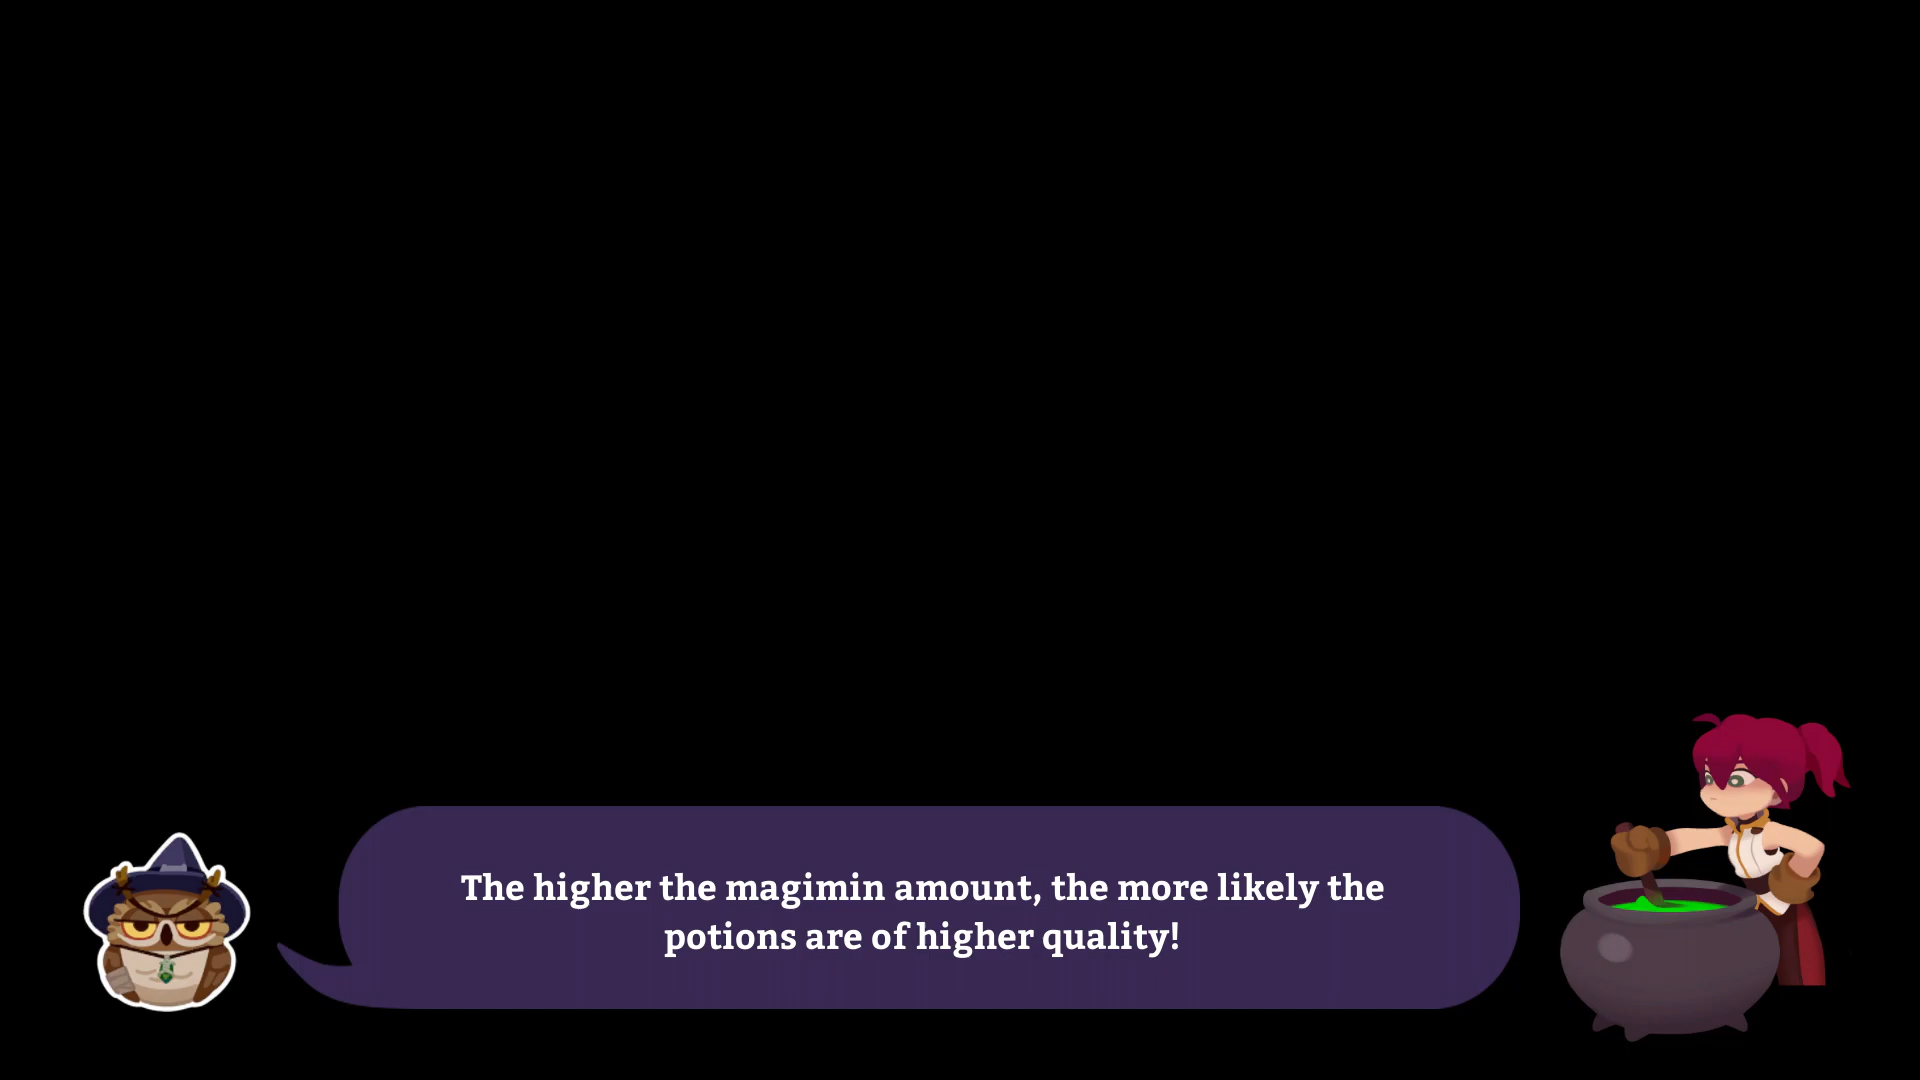 The higher the magimin amount, the more likely the
potions are of higher quality!